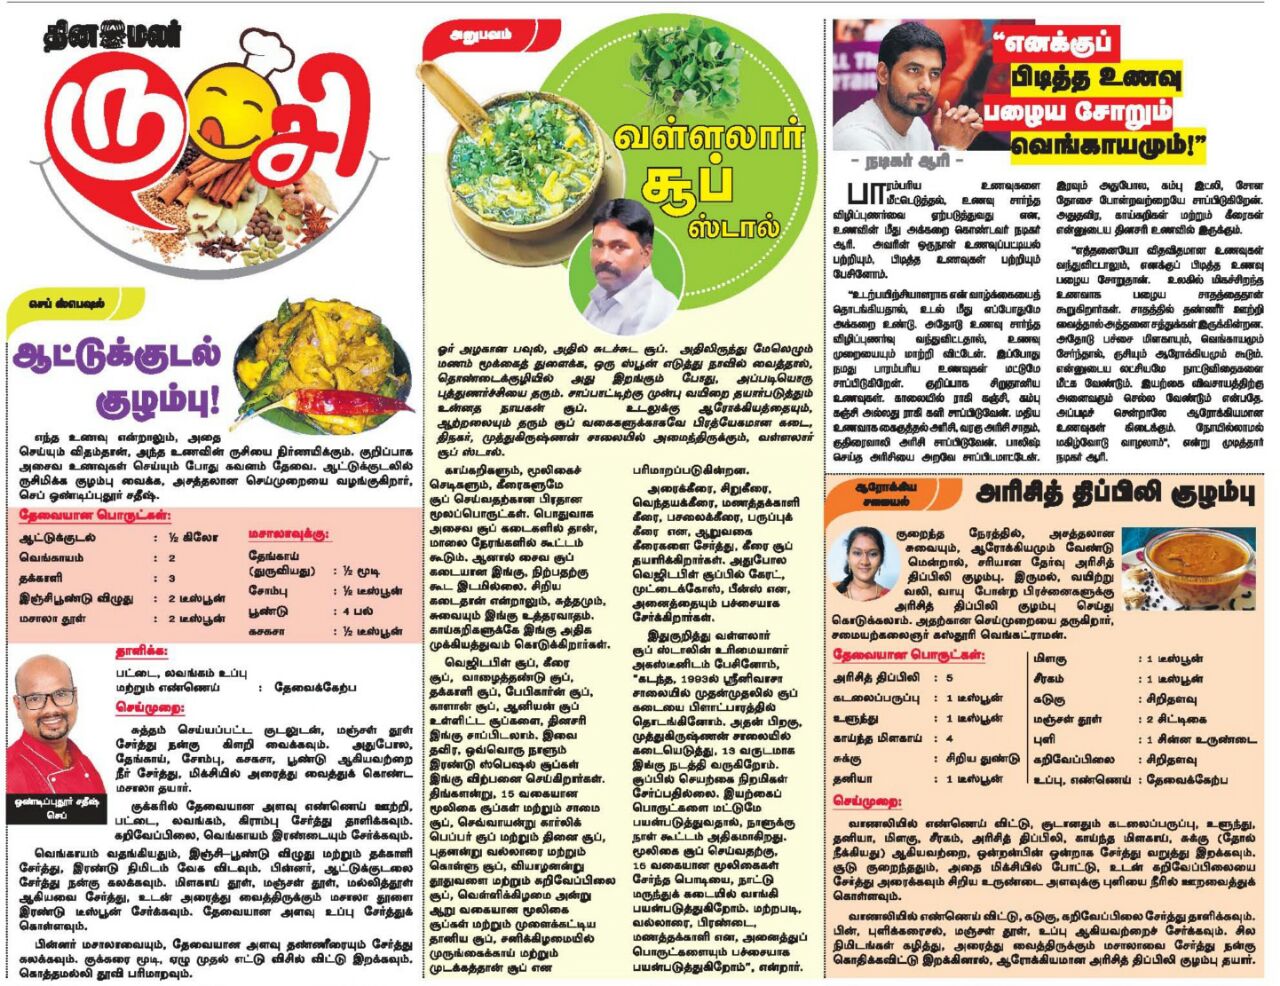 தினமலர்
ருசி
செப் ஸ்பெஷல்
ஆட்டுக்குடல்
குழம்பு!
எந்த உணவு என்றாலும், அதை
செய்யும் விதம்தான், அந்த உணவின் ருசியை நிர்ணயிக்கும். குறிப்பாக
அசைவ உணவுகள் செய்யும் போது கவனம் தேவை. ஆட்டுக்குடலில்
ருசிமிக்க குழம்பு வைக்க, அசத்தலான செய்முறையை வழங்குகிறார்,
செப் ஒண்டிப்புதூர் சதீஷ்.
தேவையான பொருட்கள்:
ஆட்டுக்குடல் : ½ கிலோ
வெங்காயம் : 2
தக்காளி : 3
இஞ்சிபூண்டு விழுது : 2 டீஸ்பூன்
மசாலா தூள் : 2 டீஸ்பூன்
மசாலாவுக்கு:
தேங்காய்
(துருவியது) : ½ மூடி
சோம்பு : ½ டீஸ்பூன்
பூண்டு : 4 பல்
கசகசா : ½ டீஸ்பூன்
தாளிக்க:
பட்டை, லவங்கம் உப்பு
மற்றும் எண்ணெய் : தேவைக்கேற்ப
செய்முறை:
சுத்தம் செய்யப்பட்ட குடலுடன், மஞ்சள் தூள்
சேர்த்து நன்கு கிளறி வைக்கவும். அதுபோல,
தேங்காய், சோம்பு, கசகசா, பூண்டு ஆகியவற்றை
நீர் சேர்த்து, மிக்சியில் அரைத்து வைத்துக் கொண்ட
மசாலா தயார்.
ஒண்டிப்புதூர் சதீஷ்
செப்
குக்கரில் தேவையான அளவு எண்ணெய் ஊற்றி,
பட்டை, லவங்கம், கிராம்பு சேர்த்து தாளிக்கவும்.
கறிவேப்பிலை, வெங்காயம் இரண்டையும் சேர்க்கவும்.
வெங்காயம் வதங்கியதும், இஞ்சி–பூண்டு விழுது மற்றும் தக்காளி
சேர்த்து, இரண்டு நிமிடம் வேக விடவும். பின்னர், ஆட்டுக்குடலை
சேர்த்து நன்கு கலக்கவும். மிளகாய் தூள், மஞ்சள் தூள், மல்லித்தூள்
ஆகியவை சேர்த்து, உடன் அரைத்து வைத்திருக்கும் மசாலா தூளை
இரண்டு டீஸ்பூன் சேர்க்கவும். தேவையான அளவு உப்பு சேர்த்துக்
கொள்ளவும்.
பின்னர் மசாலாவையும், தேவையான அளவு தண்ணீரையும் சேர்த்து
கலக்கவும். குக்கரை மூடி, ஏழு முதல் எட்டு விசில் விட்டு இறக்கவும்.
கொத்தமல்லி தூவி பரிமாறவும்.
அனுபவம்
வள்ளலார்
சூப்
ஸ்டால்
ஓர் அழகான பவுல், அதில் சுடச்சுட சூப். அதிலிருந்து மேலெழும்
மணம் மூக்கைத் துளைக்க, ஒரு ஸ்பூன் எடுத்து நாவில் வைத்தால்,
தொண்டைக்குழியில் அது இறங்கும் போது, அப்படியொரு
புத்துணர்ச்சியை தரும். சாப்பாட்டிற்கு முன்பு வயிறை தயார்படுத்தும்
உன்னத நாயகன் சூப். உடலுக்கு ஆரோக்கியத்தையும்,
ஆற்றலையும் தரும் சூப் வகைகளுக்காகவே பிரத்யேகமான கடை,
திநகர், முத்துகிருஷ்ணன் சாலையில் அமைந்திருக்கும், வள்ளலார்
சூப் ஸ்டால்.
காய்கறிகளும், மூலிகைச்
செடிகளும், கீரைகளுமே
சூப் செய்வதற்கான பிரதான
மூலப்பொருட்கள். பொதுவாக
அசைவ சூப் கடைகளில் தான்,
மாலை நேரங்களில் கூட்டம்
கூடும். ஆனால் சைவ சூப்
கடையான இங்கு, நிற்பதற்கு
கூட இடமில்லை. சிறிய
கடைதான் என்றாலும், சுத்தமும்,
சுவையும் இங்கு உத்தரவாதம்.
காய்கறிகளுக்கே இங்கு அதிக
முக்கியத்துவம் கொடுக்கிறார்கள்.
வெஜிடபிள் சூப், கீரை
சூப், வாழைத்தண்டு சூப்,
தக்காளி சூப், பேபிகார்ன் சூப்,
காளான் சூப், ஆனியன் சூப்
உள்ளிட்ட சூப்களை, தினசரி
இங்கு சாப்பிடலாம். இவை
தவிர, ஒவ்வொரு நாளும்
இரண்டு ஸ்பெஷல் சூப்கள்
இங்கு விற்பனை செய்கிறார்கள்.
திங்களன்று, 15 வகையான
மூலிகை சூப்கள் மற்றும் சாமை
சூப், செவ்வாயன்று கார்லிக்
பெப்பர் சூப் மற்றும் தினை சூப்,
புதனன்று வல்லாரை மற்றும்
கொள்ளு சூப், வியாழனன்று
தூதுவளை மற்றும் கறிவேப்பிலை
சூப், வெள்ளிக்கிழமை அன்று
ஆறு வகையான மூலிகை
சூப்கள் மற்றும் முளைக்கட்டிய
தானிய சூப், சனிக்கிழமையில்
முருங்கைக்காய் மற்றும்
முடக்கத்தான் சூப் என
பரிமாறப்படுகின்றன.
அரைக்கீரை, சிறுகீரை,
வெந்தயக்கீரை, மணத்தக்காளி
கீரை, பசலைக்கீரை, பருப்புக்
கீரை என, ஆறுவகை
கீரைகளை சேர்த்து, கீரை சூப்
தயாரிக்கிறார்கள். அதுபோல
வெஜிடபிள் சூப்பில் கேரட்,
முட்டைகோஸ், பீன்ஸ் என,
அனைத்தையும் பச்சையாக
சேர்கிறார்கள்.
இதுகுறித்து வள்ளலார்
சூப் ஸ்டாலின் உரிமையாளர்
அகஸ்டீனிடம் பேசினோம்,
“கடந்த, 1993ல் ஸ்ரீனிவாசா
சாலையில் முதன்முதலில் சூப்
கடையை பிளாட்பாரத்தில்
தொடங்கினோம். அதன் பிறகு,
முத்துகிருஷ்ணன் சாலையில்
கடையெடுத்து, 13 வருடமாக
இங்கு நடத்தி வருகிறோம்.
சூப்பில் செயற்கை நிறமிகள்
சேர்ப்பதில்லை. இயற்கைப்
பொருட்களை மட்டுமே
பயன்படுத்துவதால், நாளுக்கு
நாள் கூட்டம் அதிகமாகிறது.
மூலிகை சூப் செய்வதற்கு,
15 வகையான மூலிகைகள்
சேர்ந்த பொடியை, நாட்டு
மருந்துக் கடையில் வாங்கி
பயன்படுத்துகிறோம். மற்றபடி,
வல்லாரை, பிரண்டை,
மணத்தக்காளி என, அனைத்துப்
பொருட்களையும் பச்சையாக
பயன்படுத்துகிறோம்”, என்றார்.
“எனக்குப்
பிடித்த உணவு
பழைய சோறும்
வெங்காயமும்!”
– நடிகர் ஆரி –
பாரம்பரிய உணவுகளை
மீட்டெடுத்தல், உணவு சார்ந்த
விழிப்புணர்வை ஏற்படுத்துவது என,
உணவின் மீது அக்கறை கொண்டவர் நடிகர்
ஆரி. அவரின் ஒருநாள் உணவுப்பட்டியல்
பற்றியும், பிடித்த உணவுகள் பற்றியும்
பேசினோம்.
“உடற்பயிற்சியாளராக என் வாழ்க்கையைத்
தொடங்கியதால், உடல் மீது எப்போதுமே
அக்கறை உண்டு. அதோடு உணவு சார்ந்த
விழிப்புணர்வு வந்துவிட்டதால், உணவு
முறையையும் மாற்றி விட்டேன். இப்போது
நமது பாரம்பரிய உணவுகள் மட்டுமே
சாப்பிடுகிறேன். குறிப்பாக சிறுதானிய
உணவுகள். காலையில் ராகி கஞ்சி, கம்பு
கஞ்சி அல்லது ராகி களி சாப்பிடுவேன். மதிய
உணவாக கைகுத்தல் அரிசி, வரகு அரிசி சாதம்,
குதிரைவாலி அரிசி சாப்பிடுவேன். பாலிஷ்
செய்த அரிசியை அறவே சாப்பிடமாட்டேன்.
இரவும் அதுபோல, கம்பு இட்லி, சோள
தோசை போன்றவற்றையே சாப்பிடுகிறேன்.
அதுதவிர, காய்கறிகள் மற்றும் கீரைகள்
என்னுடைய தினசரி உணவில் இருக்கும்.
“எத்தனையோ விதவிதமான உணவுகள்
வந்துவிட்டாலும், எனக்குப் பிடித்த உணவு
பழைய சோறுதான். உலகில் மிகச்சிறந்த
உணவாக பழைய சாதத்தைதான்
கூறுகிறார்கள். சாதத்தில் தண்ணீர் ஊற்றி
வைத்தால் அத்தனை சத்துக்கள் இருக்கின்றன.
அதோடு பச்சை மிளகாயும், வெங்காயமும்
சேர்ந்தால், ருசியும் ஆரோக்கியமும் கூடும்.
என்னுடைய லட்சியமே நாட்டுவிதைகளை
மீட்க வேண்டும். இயற்கை விவசாயத்திற்கு
அனைவரும் செல்ல வேண்டும் என்பதே.
அப்படிச் சென்றாலே ஆரோக்கியமான
உணவுகள் கிடைக்கும். நோயில்லாமல்
மகிழ்வோடு வாழலாம்”, என்று முடித்தார்
நடிகர் ஆரி.
ஆரோக்கிய
சமையல்
அரிசித் திப்பிலி குழம்பு
குறைந்த நேரத்தில், அசத்தலான
சுவையும், ஆரோக்கியமும் வேண்டு
மென்றால், சரியான தேர்வு அரிசித்
திப்பிலி குழம்பு. இருமல், வயிற்று
வலி, வாயு போன்ற பிரச்னைகளுக்கு
அரிசித் திப்பிலி குழம்பு செய்து
கொடுக்கலாம். அதற்கான செய்முறையை தருகிறார்,
சமையற்கலைஞர் கஸ்தூரி வெங்கட்ராமன்.
தேவையான பொருட்கள்:
அரிசித் திப்பிலி : 5
கடலைப்பருப்பு : 1 டீஸ்பூன்
உளுந்து : 1 டீஸ்பூன்
காய்ந்த மிளகாய் : 4
சுக்கு : சிறிய துண்டு
தனியா : 1 டீஸ்பூன்
மிளகு : 1 டீஸ்பூன்
சீரகம் : 1 டீஸ்பூன்
கடுகு : சிறிதளவு
மஞ்சள் தூள் : 2 சிட்டிகை
புளி : 1 சின்ன உருண்டை
கறிவேப்பிலை : சிறிதளவு
உப்பு, எண்ணெய் : தேவைக்கேற்ப
செய்முறை:
வாணலியில் எண்ணெய் விட்டு, சூடானதும் கடலைப்பருப்பு, உளுந்து,
தனியா, மிளகு, சீரகம், அரிசித் திப்பிலி, காய்ந்த மிளகாய், சுக்கு (தோல்
நீக்கியது) ஆகியவற்றை, ஒன்றன்பின் ஒன்றாக சேர்த்து வறுத்து இறக்கவும்.
சூடு குறைந்ததும், அதை மிக்சியில் போட்டு, உடன் கறிவேப்பிலையை
சேர்த்து அரைக்கவும் சிறிய உருண்டை அளவுக்கு புளியை நீரில் ஊறவைத்துக்
கொள்ளவும்.
வாணலியில் எண்ணெய் விட்டு, கடுகு, கறிவேப்பிலை சேர்த்து தாளிக்கவும்.
பின், புளிக்கரைசல், மஞ்சள் தூள், உப்பு ஆகியவற்றைச் சேர்க்கவும். சில
நிமிடங்கள் கழித்து, அரைத்து வைத்திருக்கும் மசாலாவை சேர்த்து நன்கு
கொதிக்கவிட்டு இறக்கினால், ஆரோக்கியமான அரிசித் திப்பிலி குழம்பு தயார்.